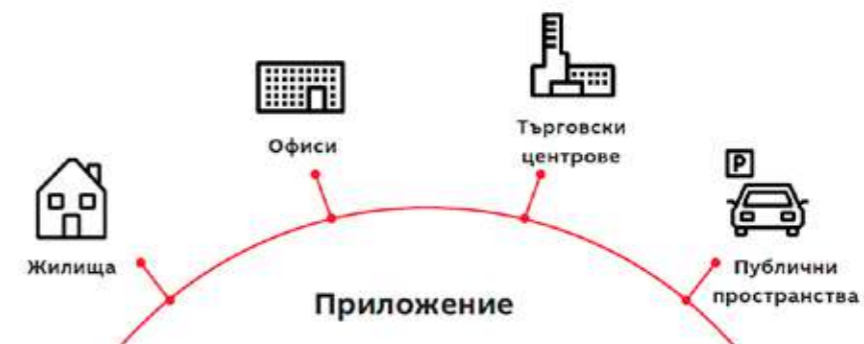 Жилища
Офиси
Търговски
центрове
P
Публични
пространства
Приложение